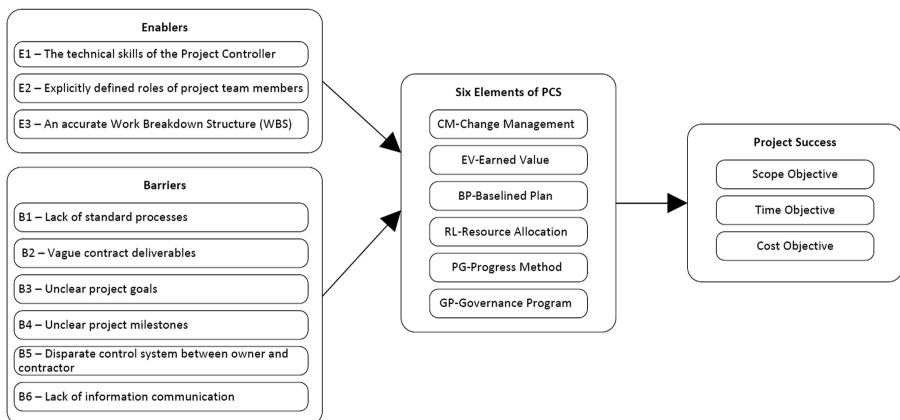 Enablers
E1 – The technical skills of the Project Controller
E2 – Explicitly defined roles of project team members
E3 – An accurate Work Breakdown Structure (WBS)
Barriers
B1 – Lack of standard processes
B2 – Vague contract deliverables
B3 – Unclear project goals
B4 – Unclear project milestones
B5 – Disparate control system between owner and
contractor
B6 – Lack of information communication
Six Elements of PCS
CM-Change Management
EV-Earned Value
BP-Baselined Plan
RL-Resource Allocation
PG-Progress Method
GP-Governance Program
Project Success
Scope Objective
Time Objective
Cost Objective